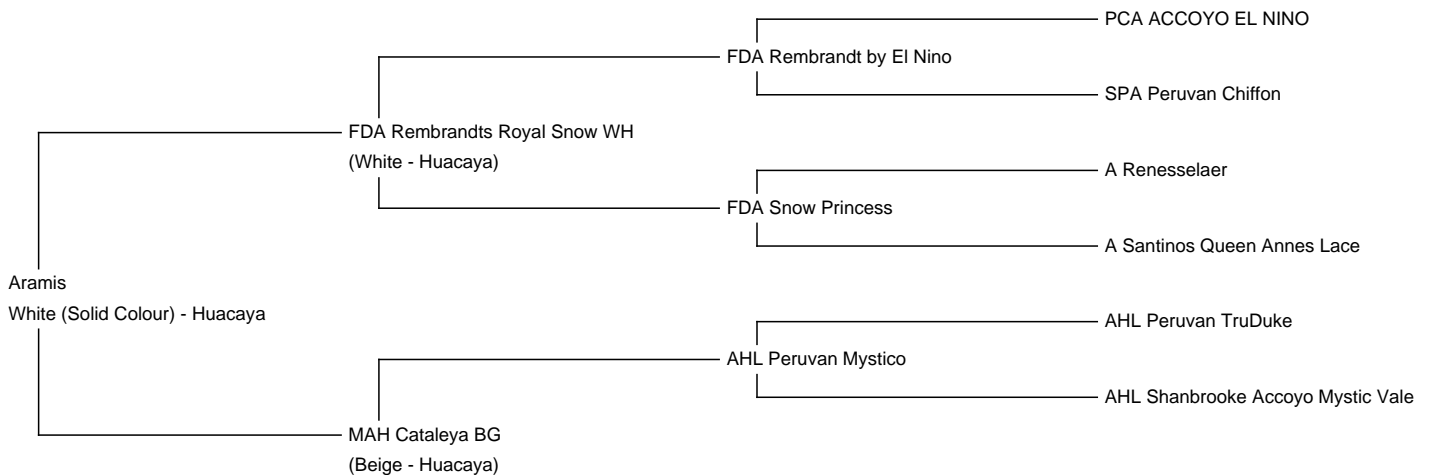 PCA ACCOYO EL NINO
FDA Rembrandt by El Nino
SPA Peruvan Chiffon
FDA Rembrandts Royal Snow WH
(White - Huacaya)
A Renesselaer
FDA Snow Princess
A Santinos Queen Annes Lace
Aramis
White (Solid Colour) - Huacaya
AHL Peruvan TruDuke
AHL Peruvan Mystico
AHL Shanbrooke Accoyo Mystic Vale
MAH Cataleya BG
(Beige - Huacaya)